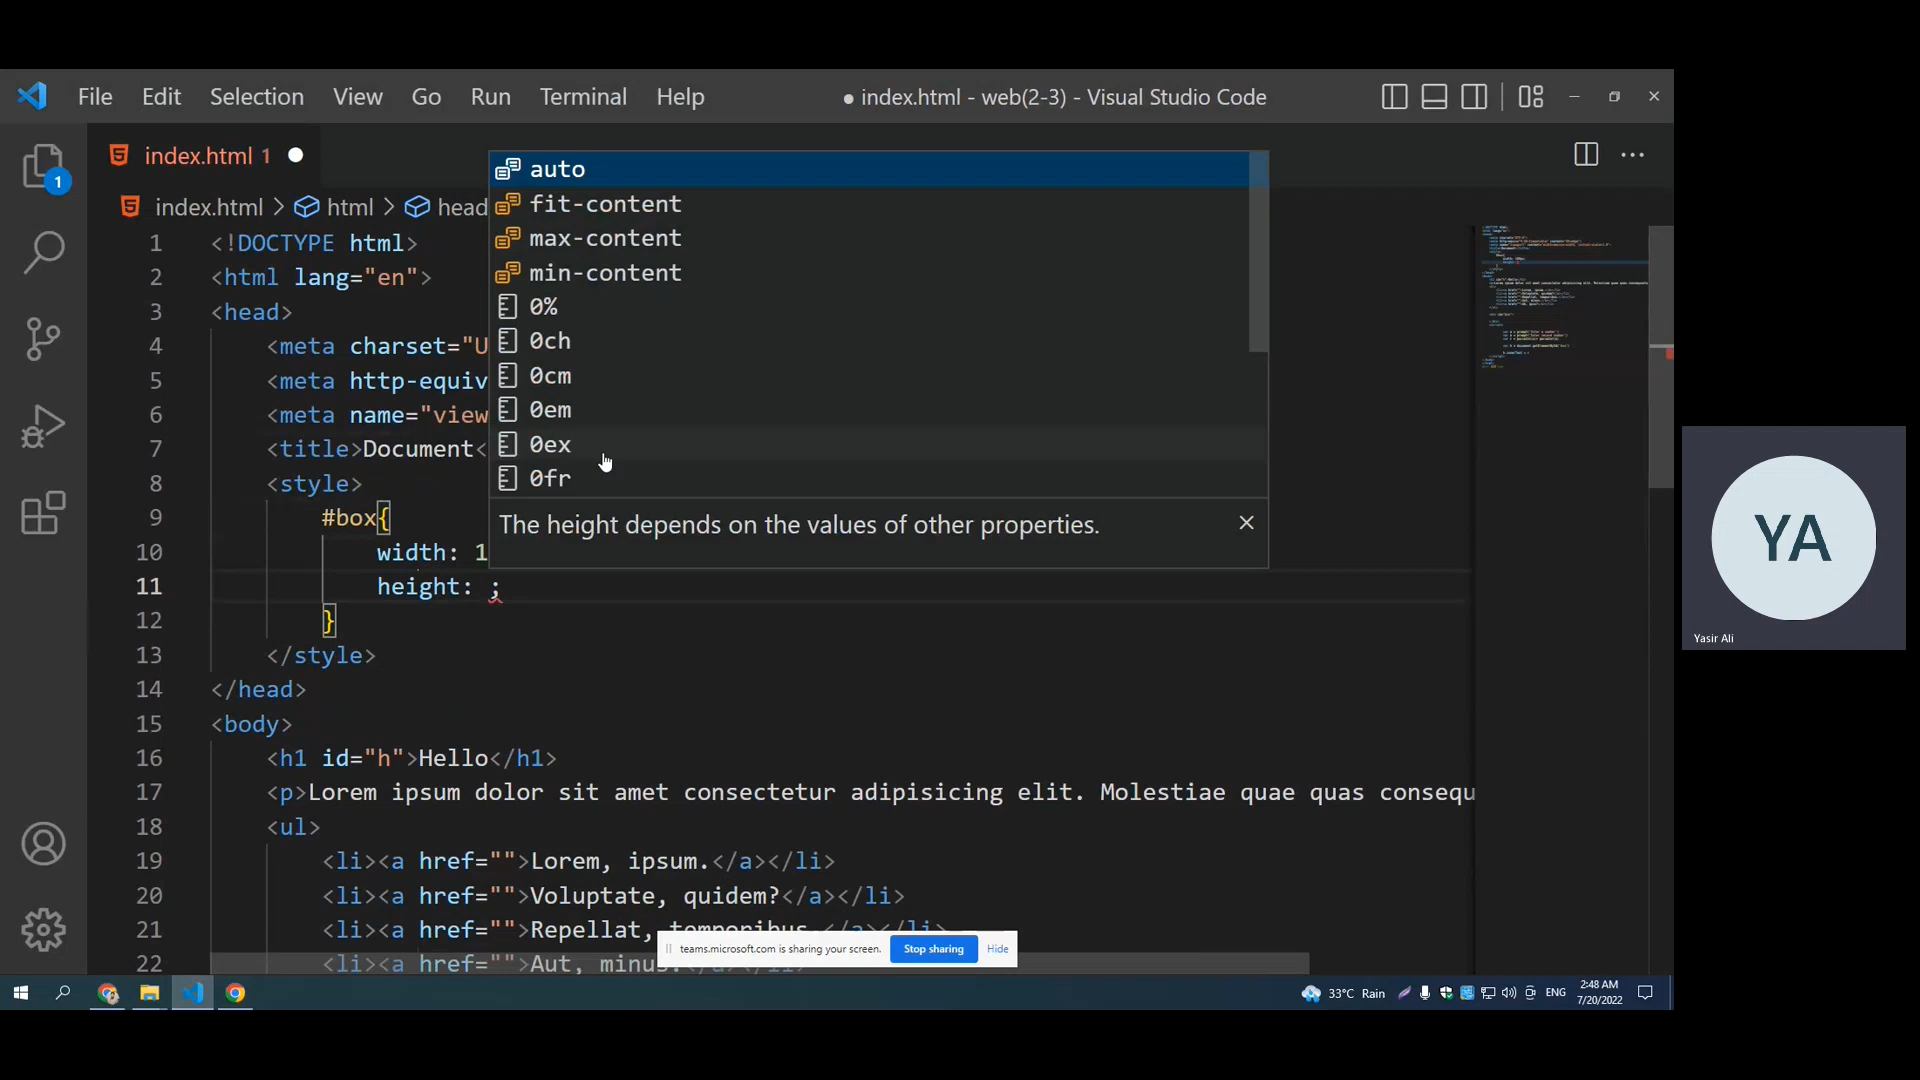 File Edit Selection View Go Run Terminal Help
● index.html - web(2-3) - Visual Studio Code
index.html 1
index.html > html > head
1 <!DOCTYPE html>
2 <html lang="en">
3 <head>
4 <meta charset="U
5 <meta http-equiv
6 <meta name="view
7 <title>Document<
8 <style>
9 #box{
10 width: 1
11 height: ;
12 }
13 </style>
14 </head>
15 <body>
16 <h1 id="h">Hello</h1>
17 <p>Lorem ipsum dolor sit amet consectetur adipisicing elit. Molestiae quae quas consequ
18 <ul>
19 <li><a href="">Lorem, ipsum.</a></li>
20 <li><a href="">Voluptate, quidem?</a></li>
21 <li><a href="">Repellat, temporibus.</a></li>
22 <li><a href="">Aut, minus.</a></li>
auto
fit-content
max-content
min-content
0%
0ch
0cm
0em
0ex
0fr
The height depends on the values of other properties.
1
YA
Yasir Ali
teams.microsoft.com is sharing your screen. Stop sharing Hide
33°C Rain
ENG
2:48 AM
7/20/2022